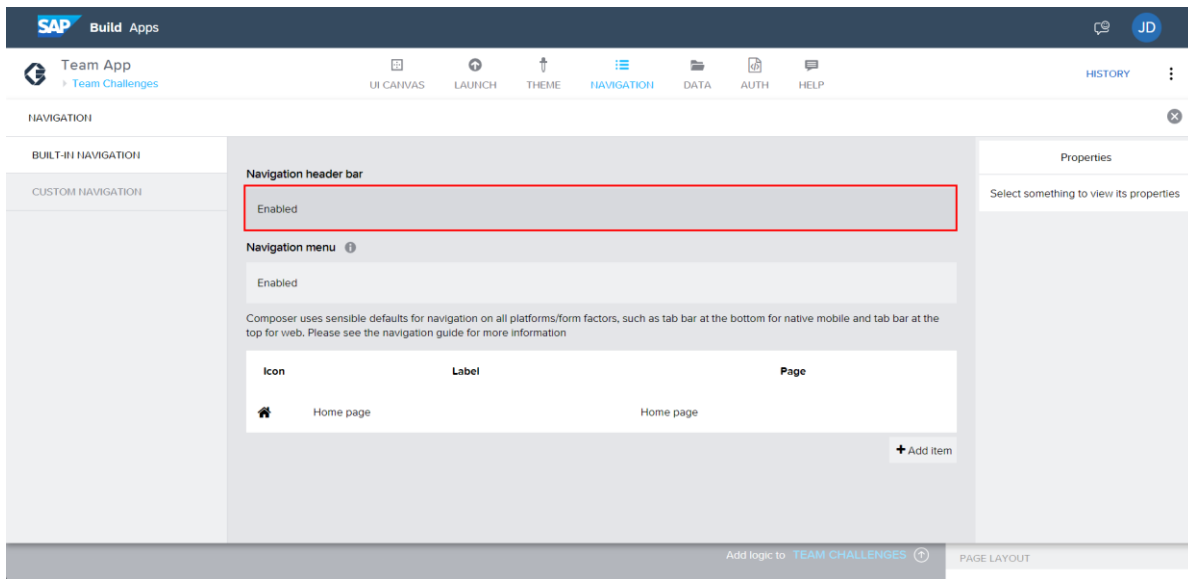 SAP Build Apps
JD
Team App
Team Challenges
UI CANVAS LAUNCH THEME NAVIGATION DATA AUTH HELP
HISTORY
NAVIGATION
BUILT-IN NAVIGATION
CUSTOM NAVIGATION
Navigation header bar
Enabled
Navigation menu
Enabled
Composer uses sensible defaults for navigation on all platforms/form factors, such as tab bar at the bottom for native mobile and tab bar at the
top for web. Please see the navigation guide for more information
Icon Label Page
Home page Home page
+ Add item
Properties
Select something to view its properties
Add logic to TEAM CHALLENGES
PAGE LAYOUT